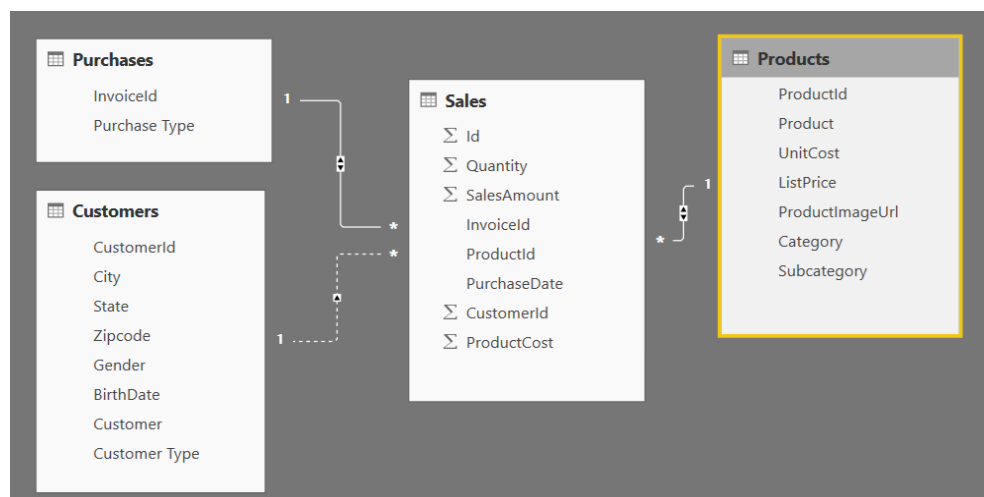 Purchases
InvoiceId
Purchase Type
Customers
CustomerId
City
State
Zipcode
Gender
BirthDate
Customer
Customer Type
1
*
*
1
Sales
Σ Id
Σ Quantity
Σ SalesAmount
InvoiceId
ProductId
PurchaseDate
Σ CustomerId
Σ ProductCost
*
1
Products
ProductId
Product
UnitCost
ListPrice
ProductImageUrl
Category
Subcategory